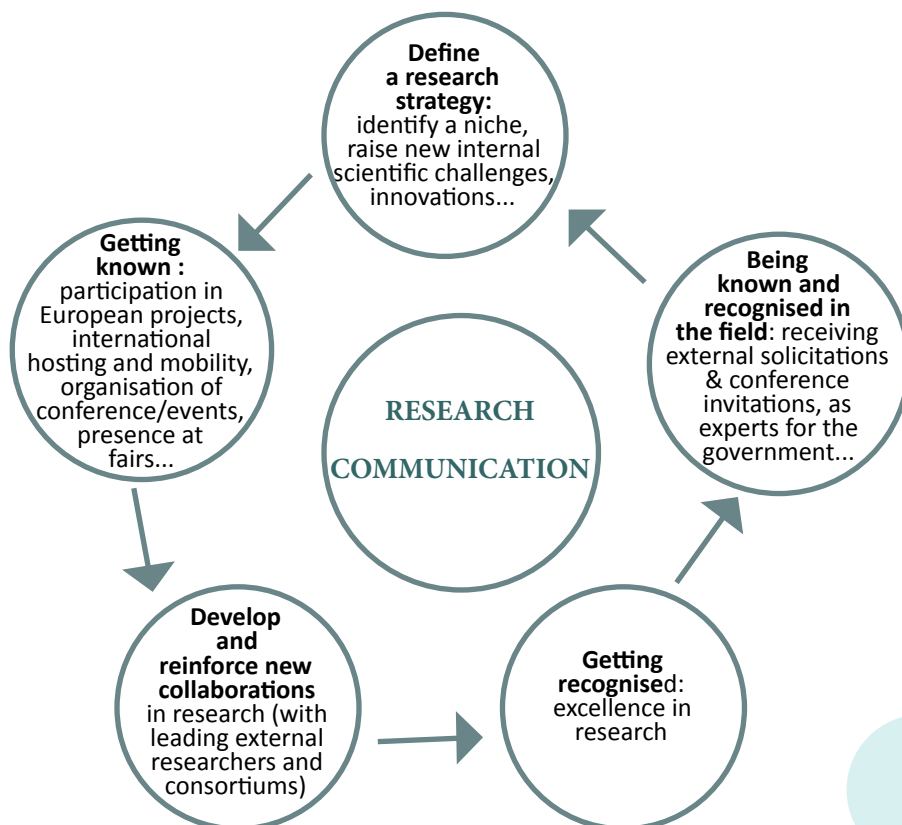 Define
a research
strategy:
identify a niche,
raise new internal
scientific challenges,
innovations...
Getting
known :
participation in
European projects,
international
hosting and mobility,
organisation of
conference/events,
presence at
fairs...
Being
known and
recognised in
the field: receiving
external solicitations
& conference
invitations, as
experts for the
government...
RESEARCH
COMMUNICATION
Develop
and
reinforce new
collaborations
in research (with
leading external
researchers and
consortiums)
Getting
recognised:
excellence in
research